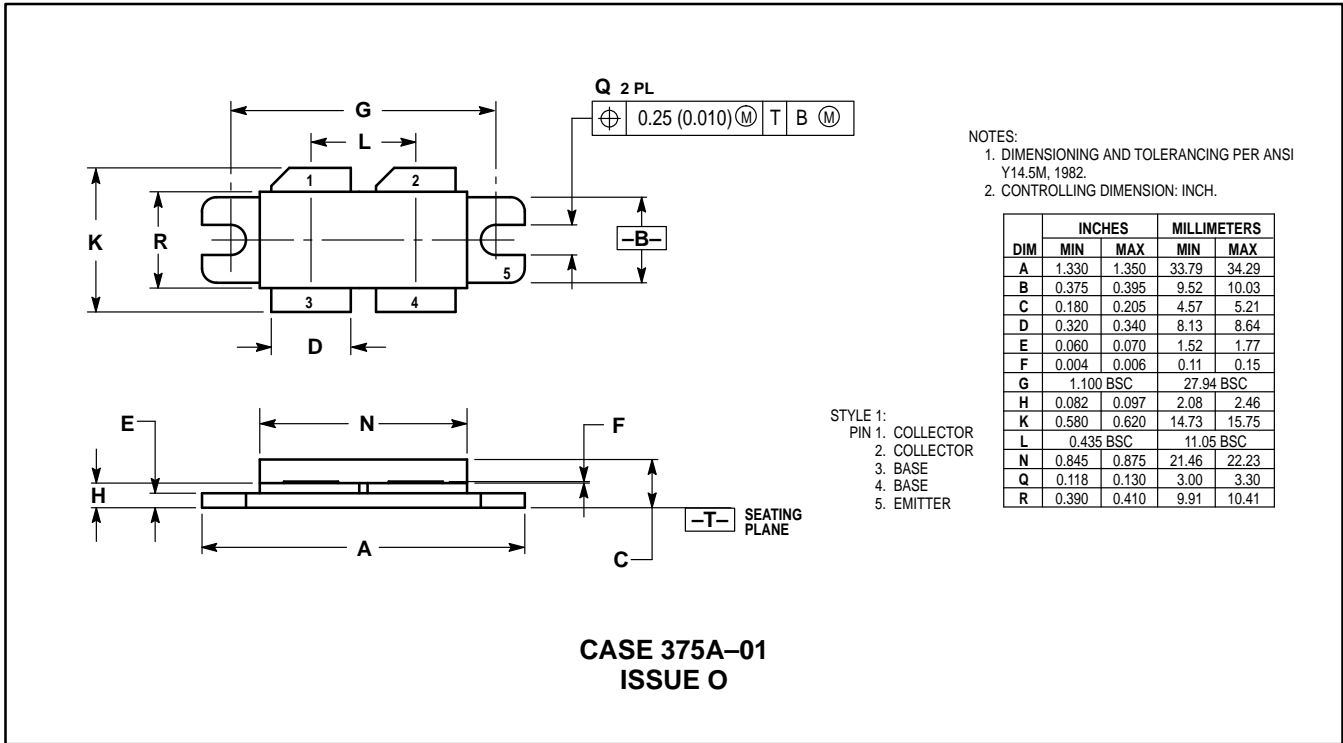 Q 2 PL
⌖ 0.25 (0.010) Ⓜ T B Ⓜ
G
L
1
2
K
R
–B–
5
3
4
D
NOTES:
1. DIMENSIONING AND TOLERANCING PER ANSI
Y14.5M, 1982.
2. CONTROLLING DIMENSION: INCH.
INCHES MILLIMETERS
DIM MIN MAX MIN MAX
A 1.330 1.350 33.79 34.29
B 0.375 0.395 9.52 10.03
C 0.180 0.205 4.57 5.21
D 0.320 0.340 8.13 8.64
E 0.060 0.070 1.52 1.77
F 0.004 0.006 0.11 0.15
G 1.100 BSC 27.94 BSC
H 0.082 0.097 2.08 2.46
K 0.580 0.620 14.73 15.75
L 0.435 BSC 11.05 BSC
N 0.845 0.875 21.46 22.23
Q 0.118 0.130 3.00 3.30
R 0.390 0.410 9.91 10.41
E
N
F
H
–T– SEATING
PLANE
A
C
STYLE 1:
PIN 1. COLLECTOR
2. COLLECTOR
3. BASE
4. BASE
5. EMITTER
CASE 375A–01
ISSUE O